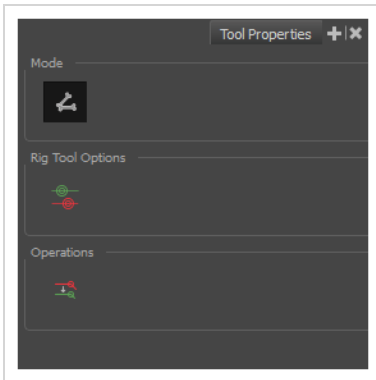 Tool Properties
Mode
Rig Tool Options
Operations